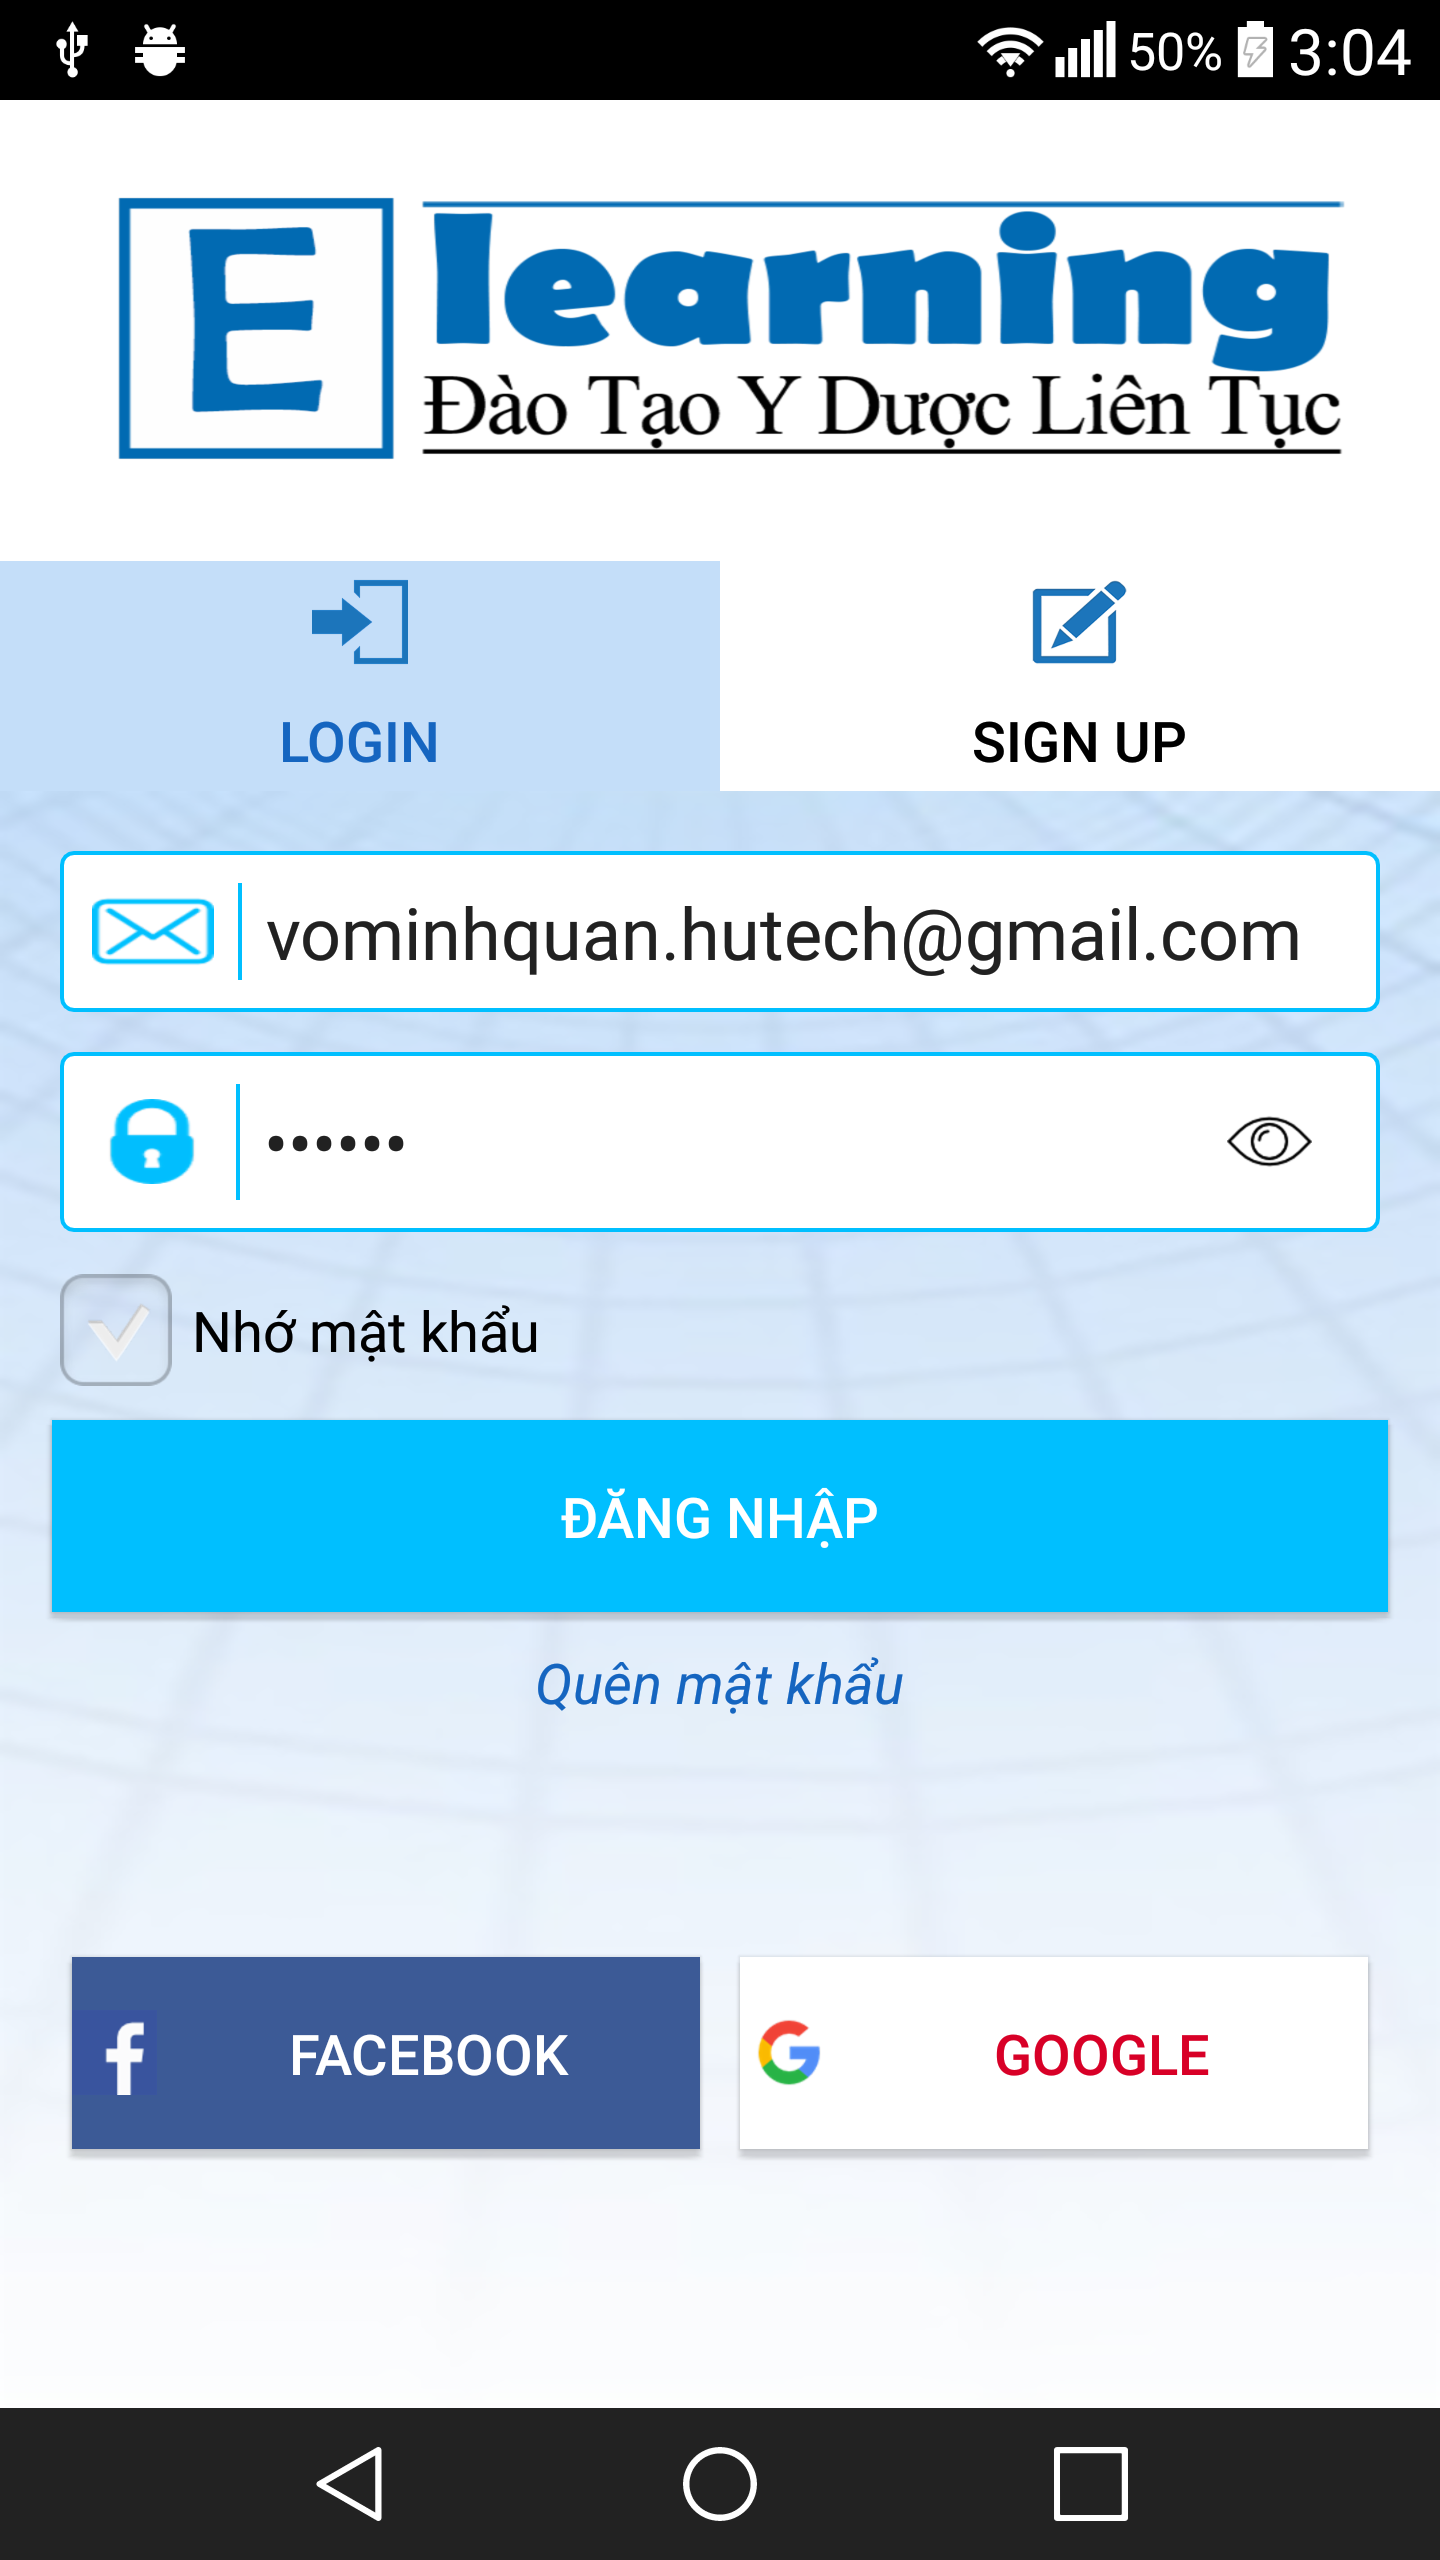 50% 3:04
E learning
Đào Tạo Y Dược Liên Tục
LOGIN
SIGN UP
vominhquan.hutech@gmail.com
••••••
Nhớ mật khẩu
ĐĂNG NHẬP
Quên mật khẩu
FACEBOOK
GOOGLE